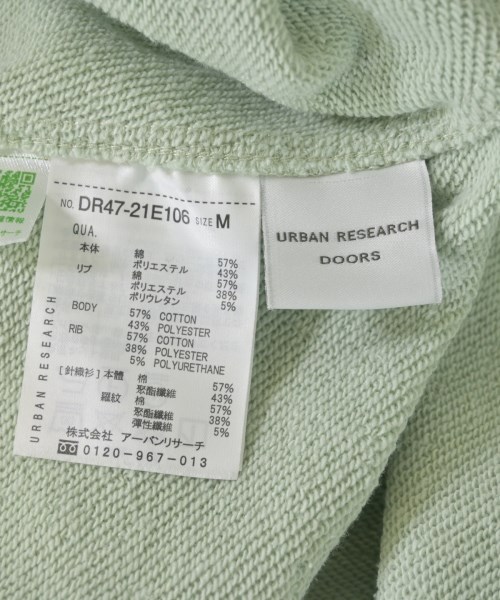 NO. DR47-21E106 SIZE M
QUA.
本体 綿 57%
ポリエステル 43%
リブ 綿 57%
ポリエステル 38%
ポリウレタン 5%
BODY 57% COTTON
43% POLYESTER
RIB 57% COTTON
38% POLYESTER
5% POLYURETHANE
[針織衫] 本體 棉 57%
聚酯纖維 43%
羅紋 棉 57%
聚酯纖維 38%
彈性纖維 5%
株式会社 アーバンリサーチ
0120-967-013
URBAN RESEARCH
URBAN RESEARCH
DOORS